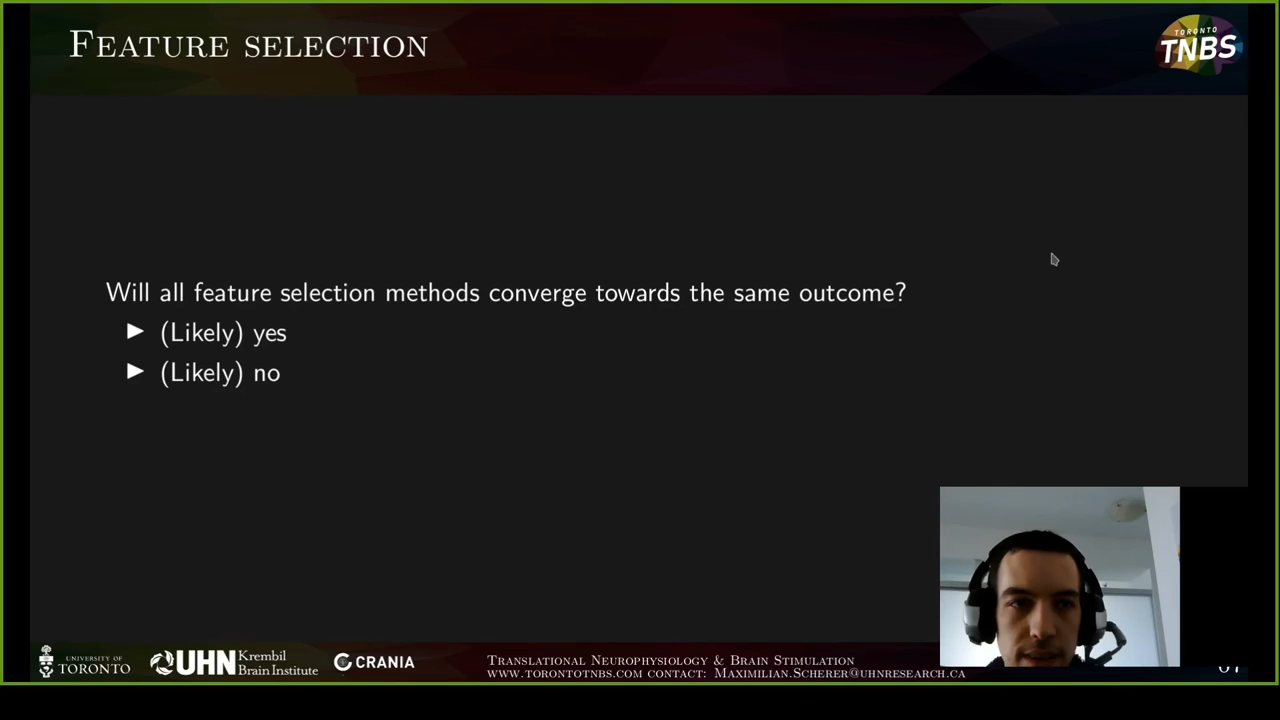 Feature selection
TORONTO
TNBS
Will all feature selection methods converge towards the same outcome?
▶ (Likely) yes
▶ (Likely) no
UNIVERSITY OF
TORONTO
UHN Krembil
Brain Institute
CRANIA
Translational Neurophysiology & Brain Stimulation
www.torontotnbs.com contact: Maximilian.Scherer@uhnresearch.ca